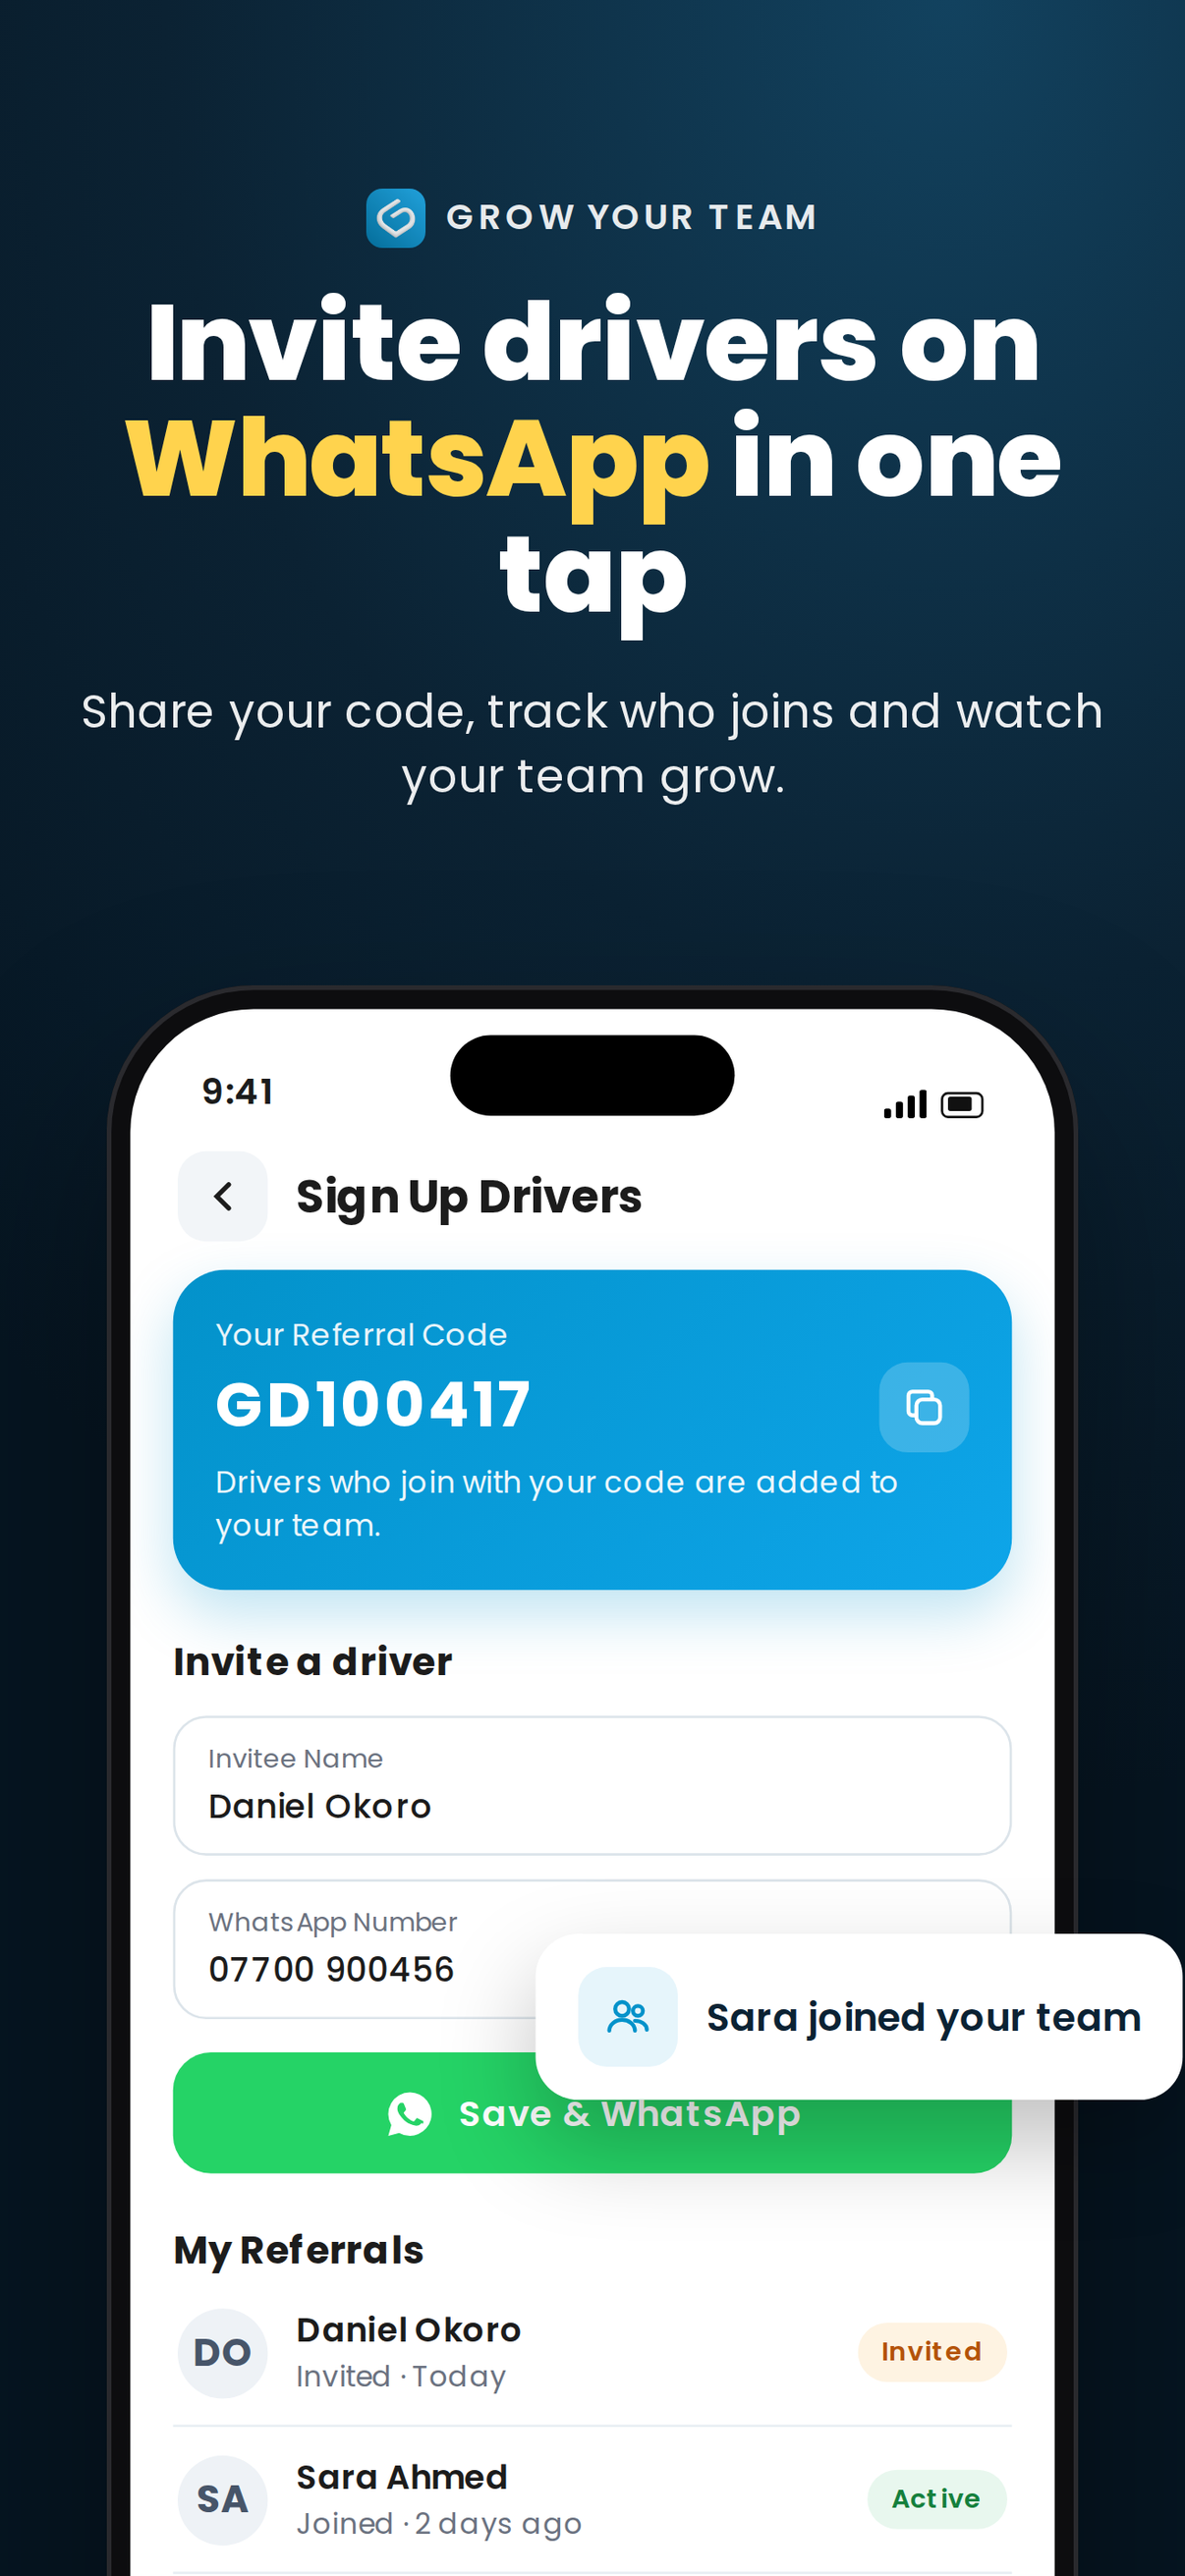 GROW YOUR TEAM
Invite drivers on
WhatsApp in one
tap
Share your code, track who joins and watch
your team grow.
9:41
Sign Up Drivers
Your Referral Code
GD100417
Drivers who join with your code are added to
your team.
Invite a driver
Invitee Name
Daniel Okoro
WhatsApp Number
07700 900456
Sara joined your team
Save & WhatsApp
My Referrals
DO
Daniel Okoro
Invited · Today
Invited
SA
Sara Ahmed
Joined · 2 days ago
Active